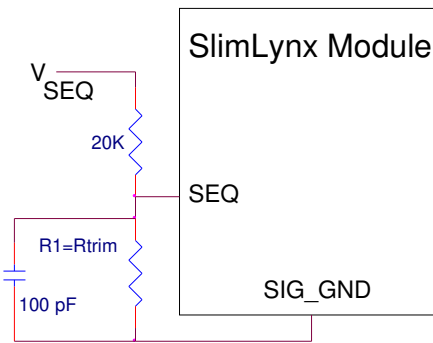 SlimLynx Module
V
SEQ
20K
SEQ
R1=Rtrim
100 pF
SIG_GND